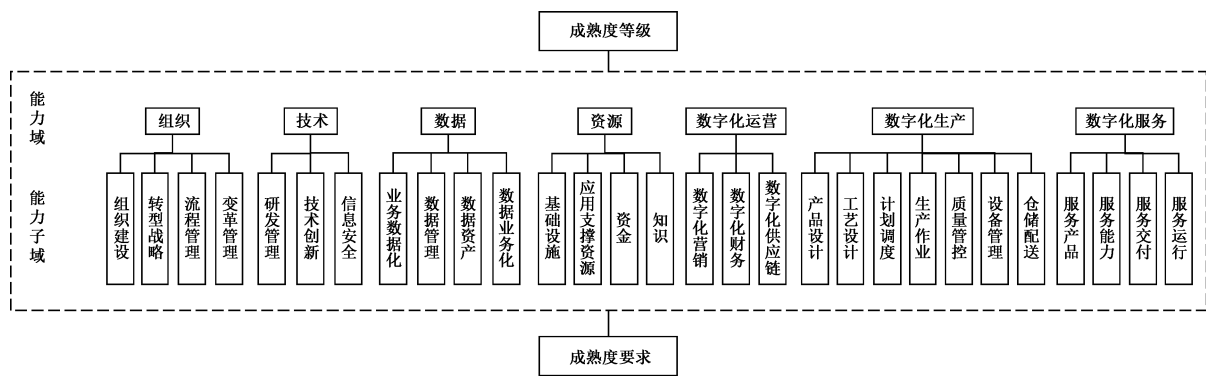 成熟度等级
能力域
组织
技术
数据
资源
数字化运营
数字化生产
数字化服务
能力子域
组织建设
转型战略
流程管理
变革管理
研发管理
技术创新
信息安全
业务数据化
数据管理
数据资产
数据业务化
基础设施
应用支撑资源
资金
知识
数字化营销
数字化财务
数字化供应链
产品设计
工艺设计
计划调度
生产作业
质量管控
设备管理
仓储配送
服务产品
服务能力
服务交付
服务运行
成熟度要求